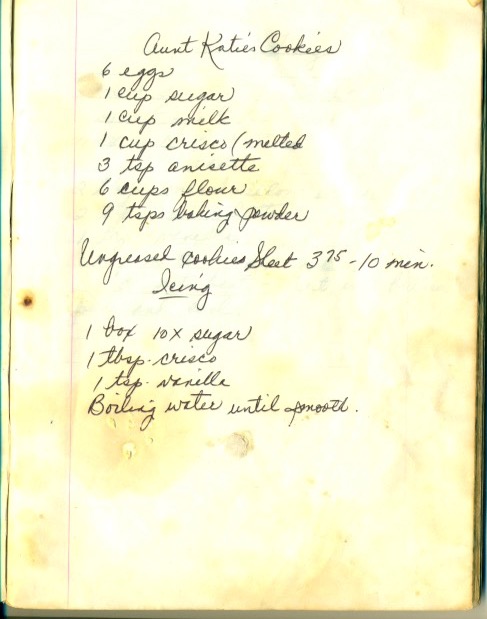 Aunt Katie's Cookies
6 eggs
1 cup sugar
1 cup milk
1 cup crisco (melted
3 tsp anisette
6 cups flour
9 tsps baking powder
Ungreased cookies Sheet 375 - 10 min.
Icing
1 box 10x sugar
1 tbsp. crisco
1 tsp. vanilla
Boiling water until smooth.